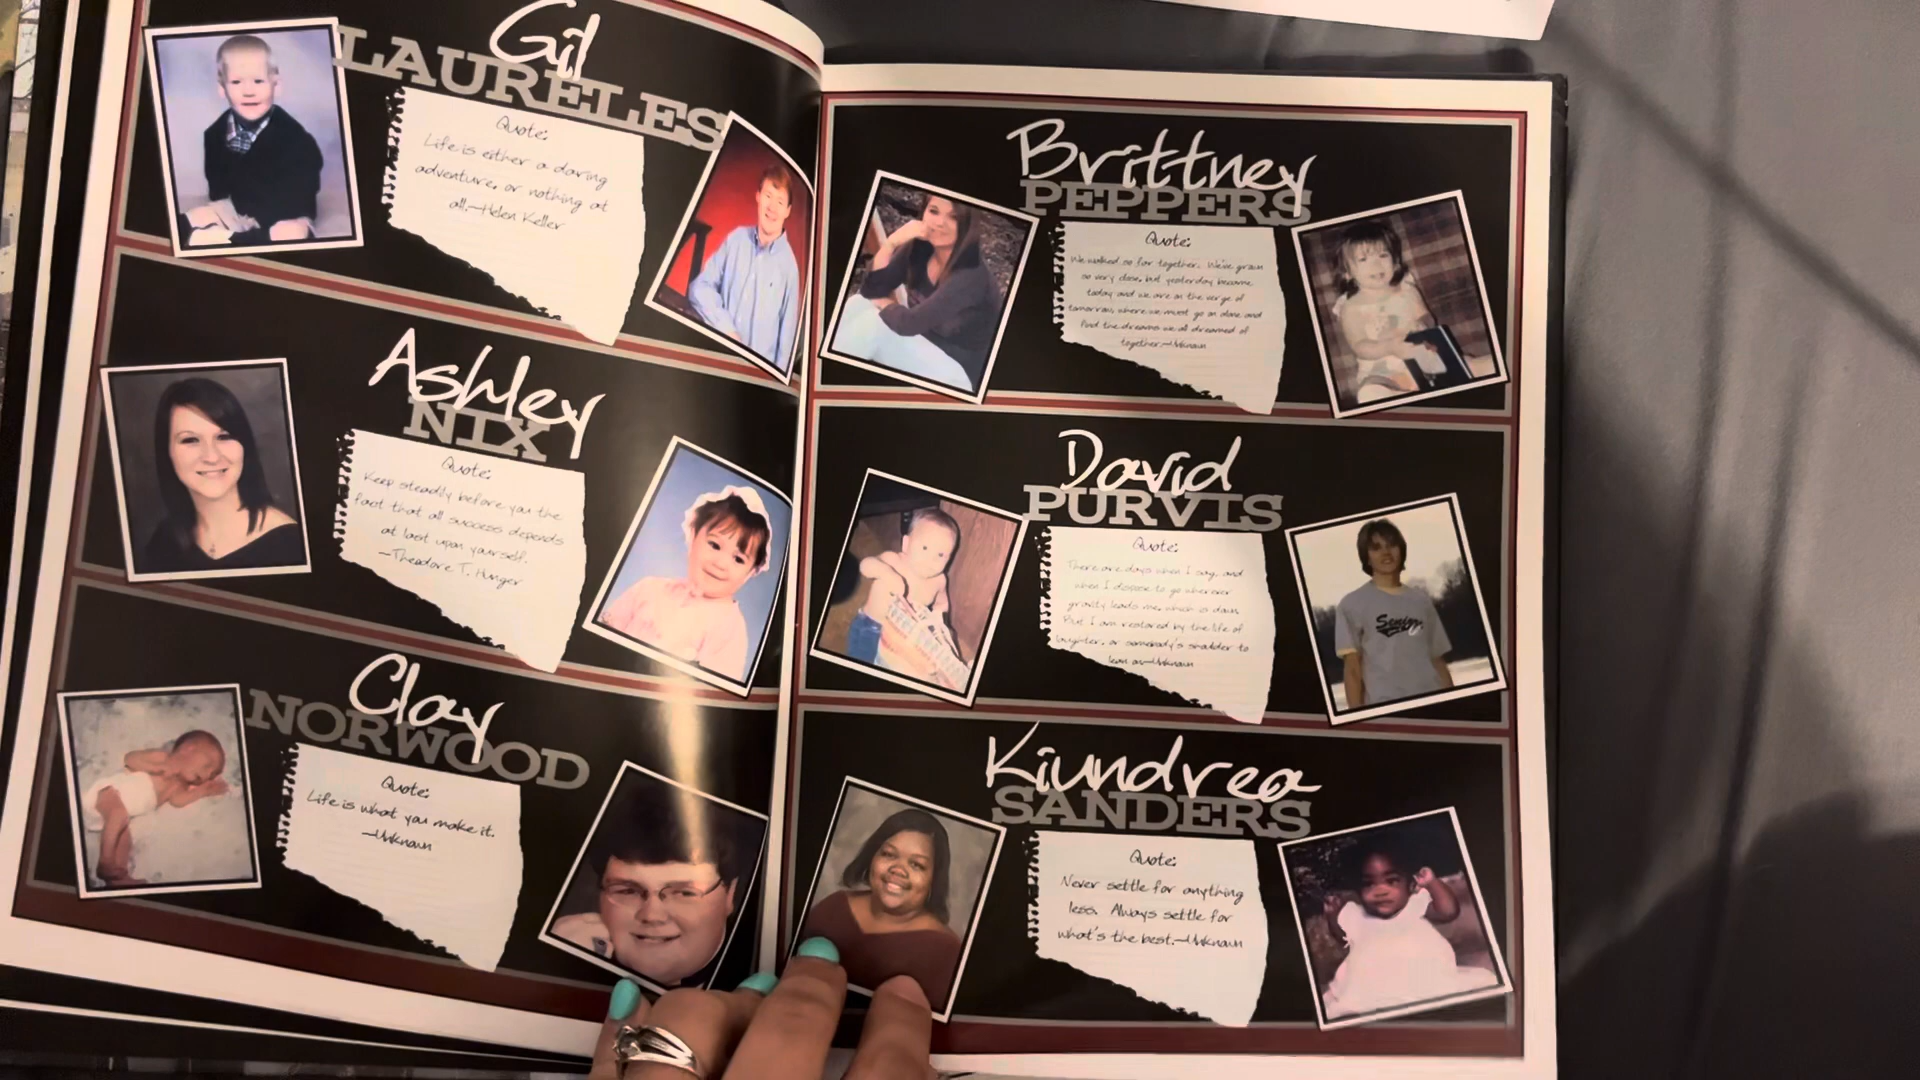 Gil
LAURELES
Quote:
Life is either a daring
adventure, or nothing at
all.—Helen Keller
Ashley
NIX
Quote:
Keep steadily before you the
fact that all success depends
at last upon yourself.
—Theodore T. Hunger
Clay
NORWOOD
Quote:
Life is what you make it.
—Unknown
Brittney
PEPPERS
Quote:
We walked so far together. We've grown
so very close, but yesterday became
today and we are on the verge of
tomorrow, where we must go on alone and
find the dreams we all dreamed of
together.—Unknown
David
PURVIS
Quote:
There are days when I say, and
when I dispose to go wherever
gravity leads me, which is down.
But I am restored by the life of
laughter, or somebody's shoulder to
lean on—Unknown
Senior
Kiundrea
SANDERS
Quote:
Never settle for anything
less. Always settle for
what's the best.—Unknown